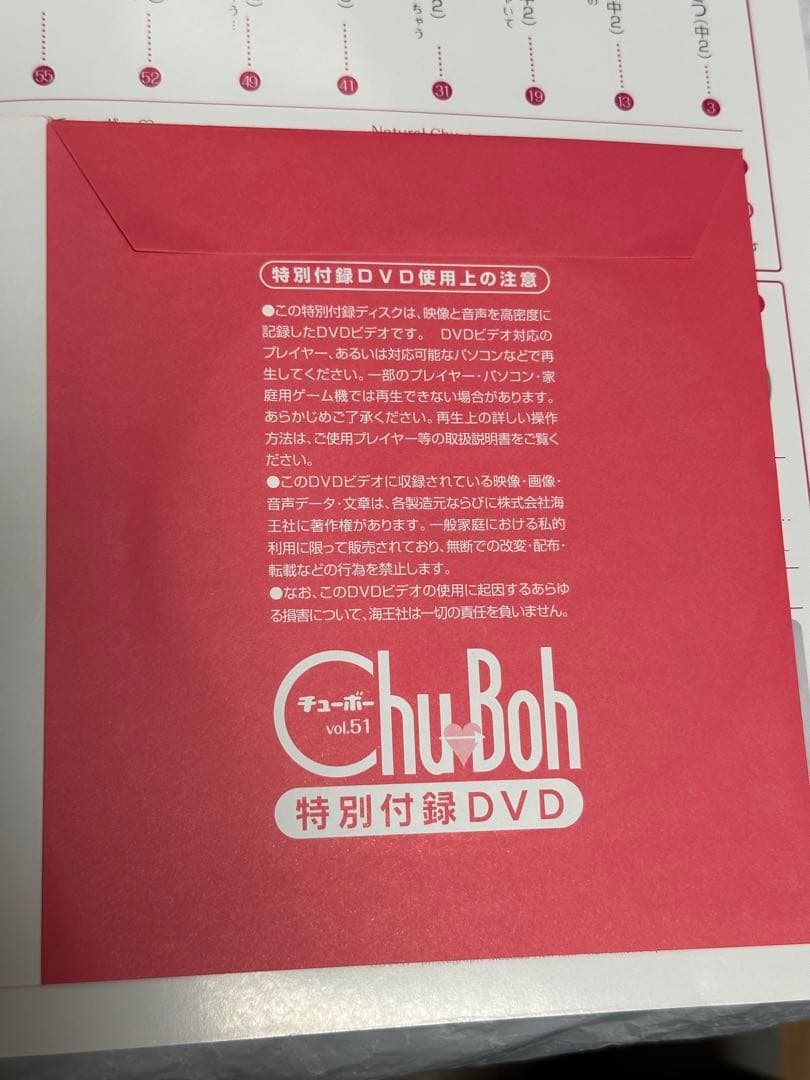 つ(中2)
3
(中2)
の
13
中2)
いて
19
2)
ちゃう
31
41
う…
49
52
55
Natural Chu
特別付録DVD使用上の注意
●この特別付録ディスクは、映像と音声を高密度に
記録したDVDビデオです。 DVDビデオ対応の
プレイヤー、あるいは対応可能なパソコンなどで再
生してください。一部のプレイヤー・パソコン・家
庭用ゲーム機では再生できない場合があります。
あらかじめご了承ください。再生上の詳しい操作
方法は、ご使用プレイヤー等の取扱説明書をご覧く
ださい。
●このDVDビデオに収録されている映像・画像・
音声データ・文章は、各製造元ならびに株式会社海
王社に著作権があります。一般家庭における私的
利用に限って販売されており、無断での改変・配布・
転載などの行為を禁止します。
●なお、このDVDビデオの使用に起因するあらゆ
る損害について、海王社は一切の責任を負いません。
チューボー
vol.51
Chu Boh
特別付録DVD